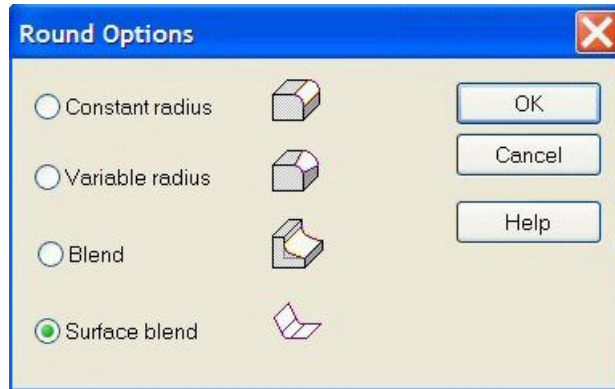 Round Options
Constant radius
OK
Cancel
Variable radius
Help
Blend
Surface blend